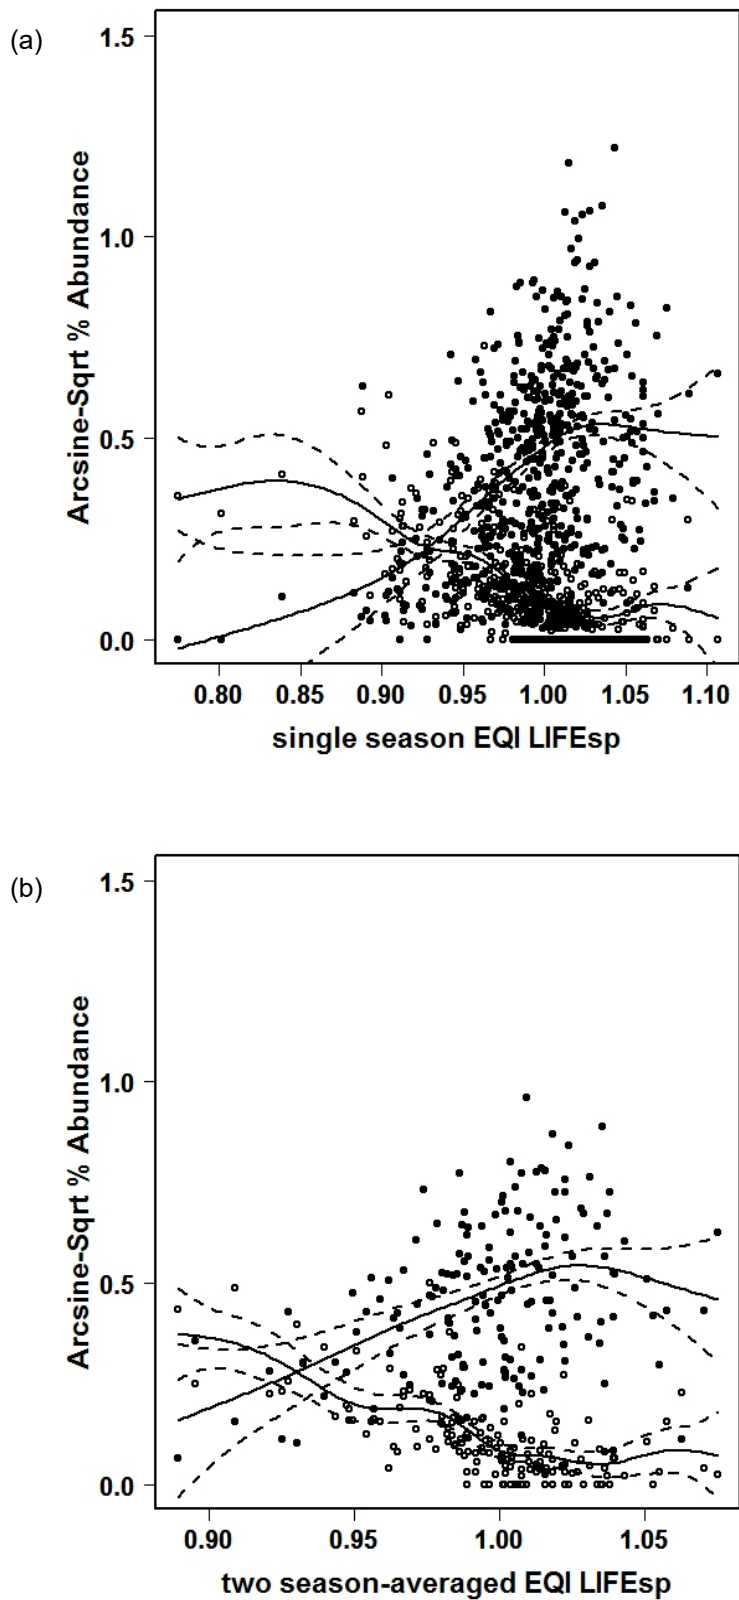 (a)
Arcsine-Sqrt % Abundance
1.5
1.0
0.5
0.0
0.80 0.85 0.90 0.95 1.00 1.05 1.10
single season EQI LIFEsp
(b)
Arcsine-Sqrt % Abundance
1.5
1.0
0.5
0.0
0.90 0.95 1.00 1.05
two season-averaged EQI LIFEsp